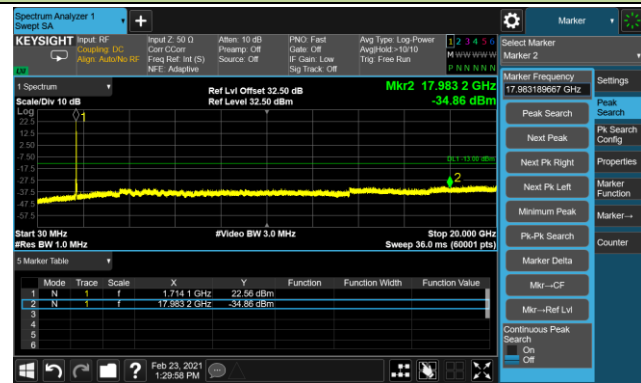 Spectrum Analyzer 1
Swept SA
Marker
KEYSIGHT
Input: RF
Coupling: DC
Align: Auto/No RF
Input Z: 50 Ω
Corr CCorr
Freq Ref: Int (S)
NFE: Adaptive
Atten: 10 dB
Preamp: Off
Source: Off
PNO: Fast
Gate: Off
IF Gain: Low
Sig Track: Off
Avg Type: Log-Power
Avg|Hold:>10/10
Trig: Free Run
1 2 3 4 5 6
M W W W W W
P N N N N N
Select Marker
Marker 2
Marker Frequency
17.983189667 GHz
Settings
Peak Search
Peak
Search
Next Peak
Pk Search
Config
Next Pk Right
Properties
Next Pk Left
Marker
Function
Minimum Peak
Marker→
Pk-Pk Search
Counter
Marker Delta
Mkr→CF
Mkr→Ref Lvl
Continuous Peak
Search
On
Off
1 Spectrum
Scale/Div 10 dB
Ref Lvl Offset 32.50 dB
Ref Level 32.50 dBm
Mkr2 17.983 2 GHz
-34.86 dBm
Log
22.5
12.5
2.50
-7.50
-17.5
-27.5
-37.5
-47.5
-57.5
1
DL1 -13.00 dBm
2
Start 30 MHz
#Res BW 1.0 MHz
#Video BW 3.0 MHz
Stop 20.000 GHz
Sweep 36.0 ms (60001 pts)
5 Marker Table
Mode Trace Scale X Y Function Function Width Function Value
1 N 1 f 1.714 1 GHz 22.56 dBm
2 N 1 f 17.983 2 GHz -34.86 dBm
3
4
5
6
?
Feb 23, 2021
1:29:58 PM